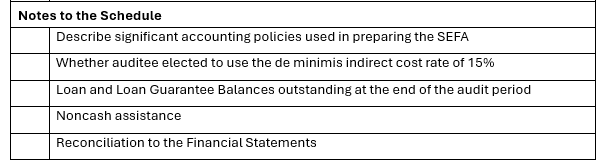 Notes to the Schedule
Describe significant accounting policies used in preparing the SEFA
Whether auditee elected to use the de minimis indirect cost rate of 15%
Loan and Loan Guarantee Balances outstanding at the end of the audit period
Noncash assistance
Reconciliation to the Financial Statements